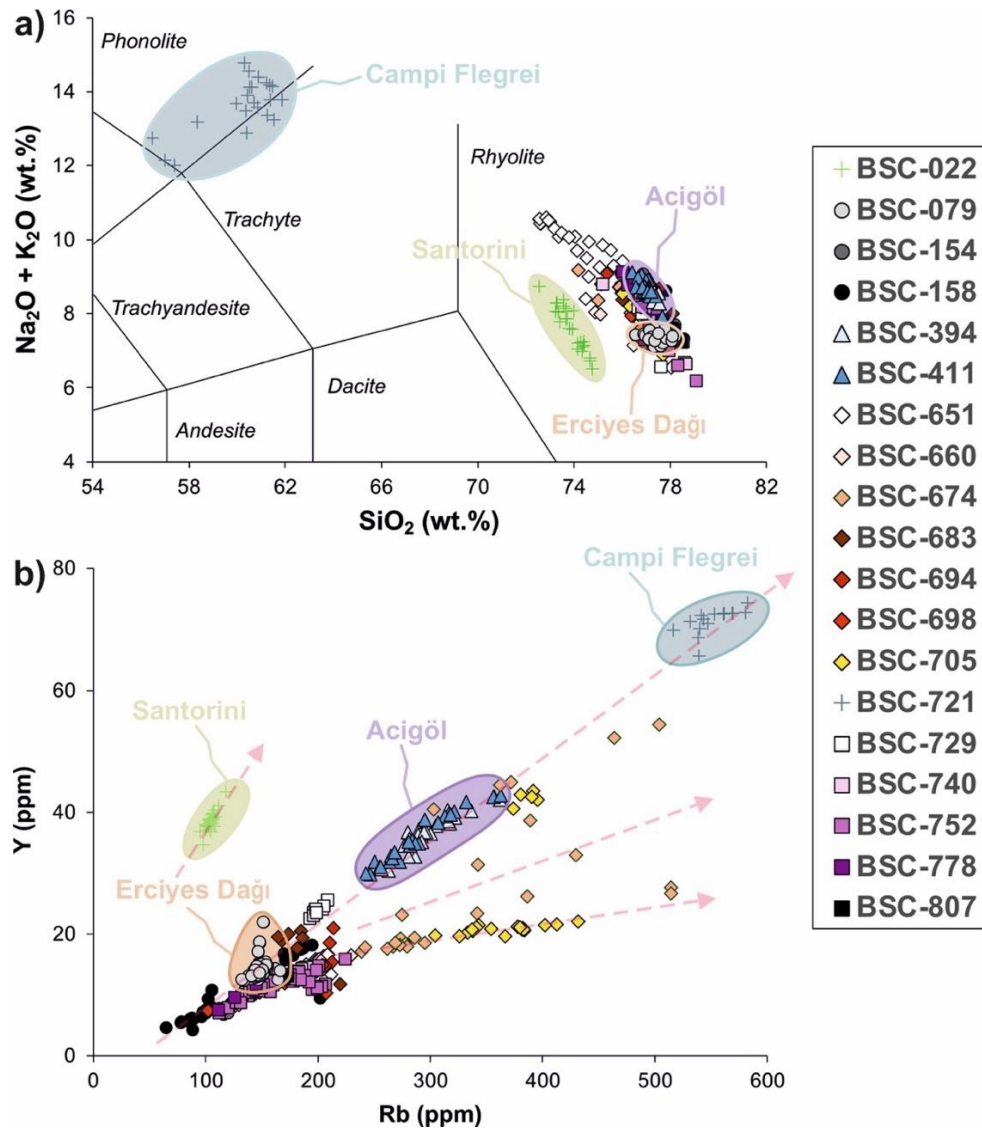 a)
Na₂O + K₂O (wt.%)
16
14
12
10
8
6
4
Phonolite
Campi Flegrei
Rhyolite
Acigöl
Trachyte
Santorini
Trachyandesite
Dacite
Erciyes Dağı
Andesite
54 58 62 66 70 74 78 82
SiO₂ (wt.%)
b)
Y (ppm)
80
60
40
20
0
Campi Flegrei
Santorini
Acigöl
Erciyes Dağı
0 100 200 300 400 500 600
Rb (ppm)
BSC-022
BSC-079
BSC-154
BSC-158
BSC-394
BSC-411
BSC-651
BSC-660
BSC-674
BSC-683
BSC-694
BSC-698
BSC-705
BSC-721
BSC-729
BSC-740
BSC-752
BSC-778
BSC-807